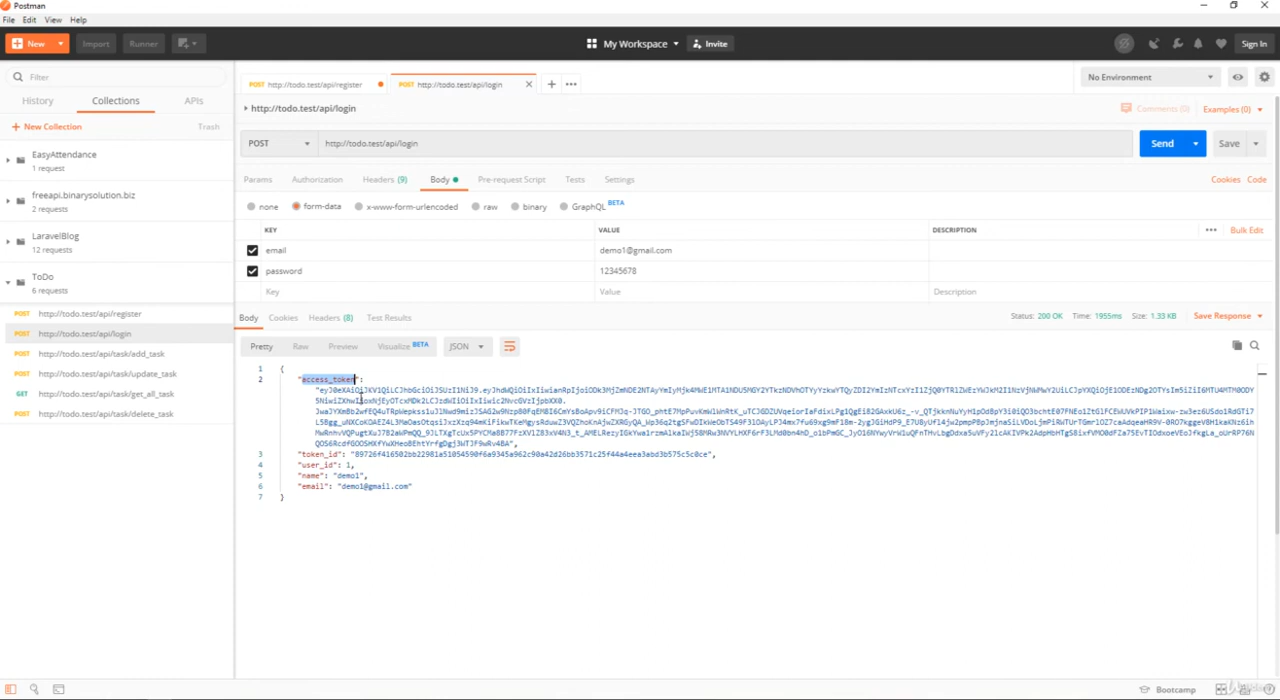 Postman
File Edit View Help
New Import Runner My Workspace Invite Sign In
Filter
History Collections APIs
New Collection Trash
EasyAttendance
1 request
freeapi.binarysolution.biz
2 requests
LaravelBlog
12 requests
ToDo
6 requests
POST http://todo.test/api/register
POST http://todo.test/api/login
POST http://todo.test/api/task/add_task
POST http://todo.test/api/task/update_task
GET http://todo.test/api/task/get_all_task
POST http://todo.test/api/task/delete_task
POST http://todo.test/api/register POST http://todo.test/api/login No Environment
http://todo.test/api/login Comments (0) Examples (0)
POST http://todo.test/api/login Send Save
Params Authorization Headers (9) Body Pre-request Script Tests Settings Cookies Code
none form-data x-www-form-urlencoded raw binary GraphQL BETA
KEY VALUE DESCRIPTION Bulk Edit
email demo1@gmail.com
password 12345678
Key Value Description
Body Cookies Headers (8) Test Results Status: 200 OK Time: 1955ms Size: 1.33 KB Save Response
Pretty Raw Preview Visualize BETA JSON
1 {
2 "access_token":
3 "token_id": "89726f416502bb22981a51054590f6a9345a962c90a42d26bb3571c25f44a4eea3abd3b575c5c0ce",
4 "user_id": 1,
5 "name": "demo1",
6 "email": "demo1@gmail.com"
7 }
Bootcamp